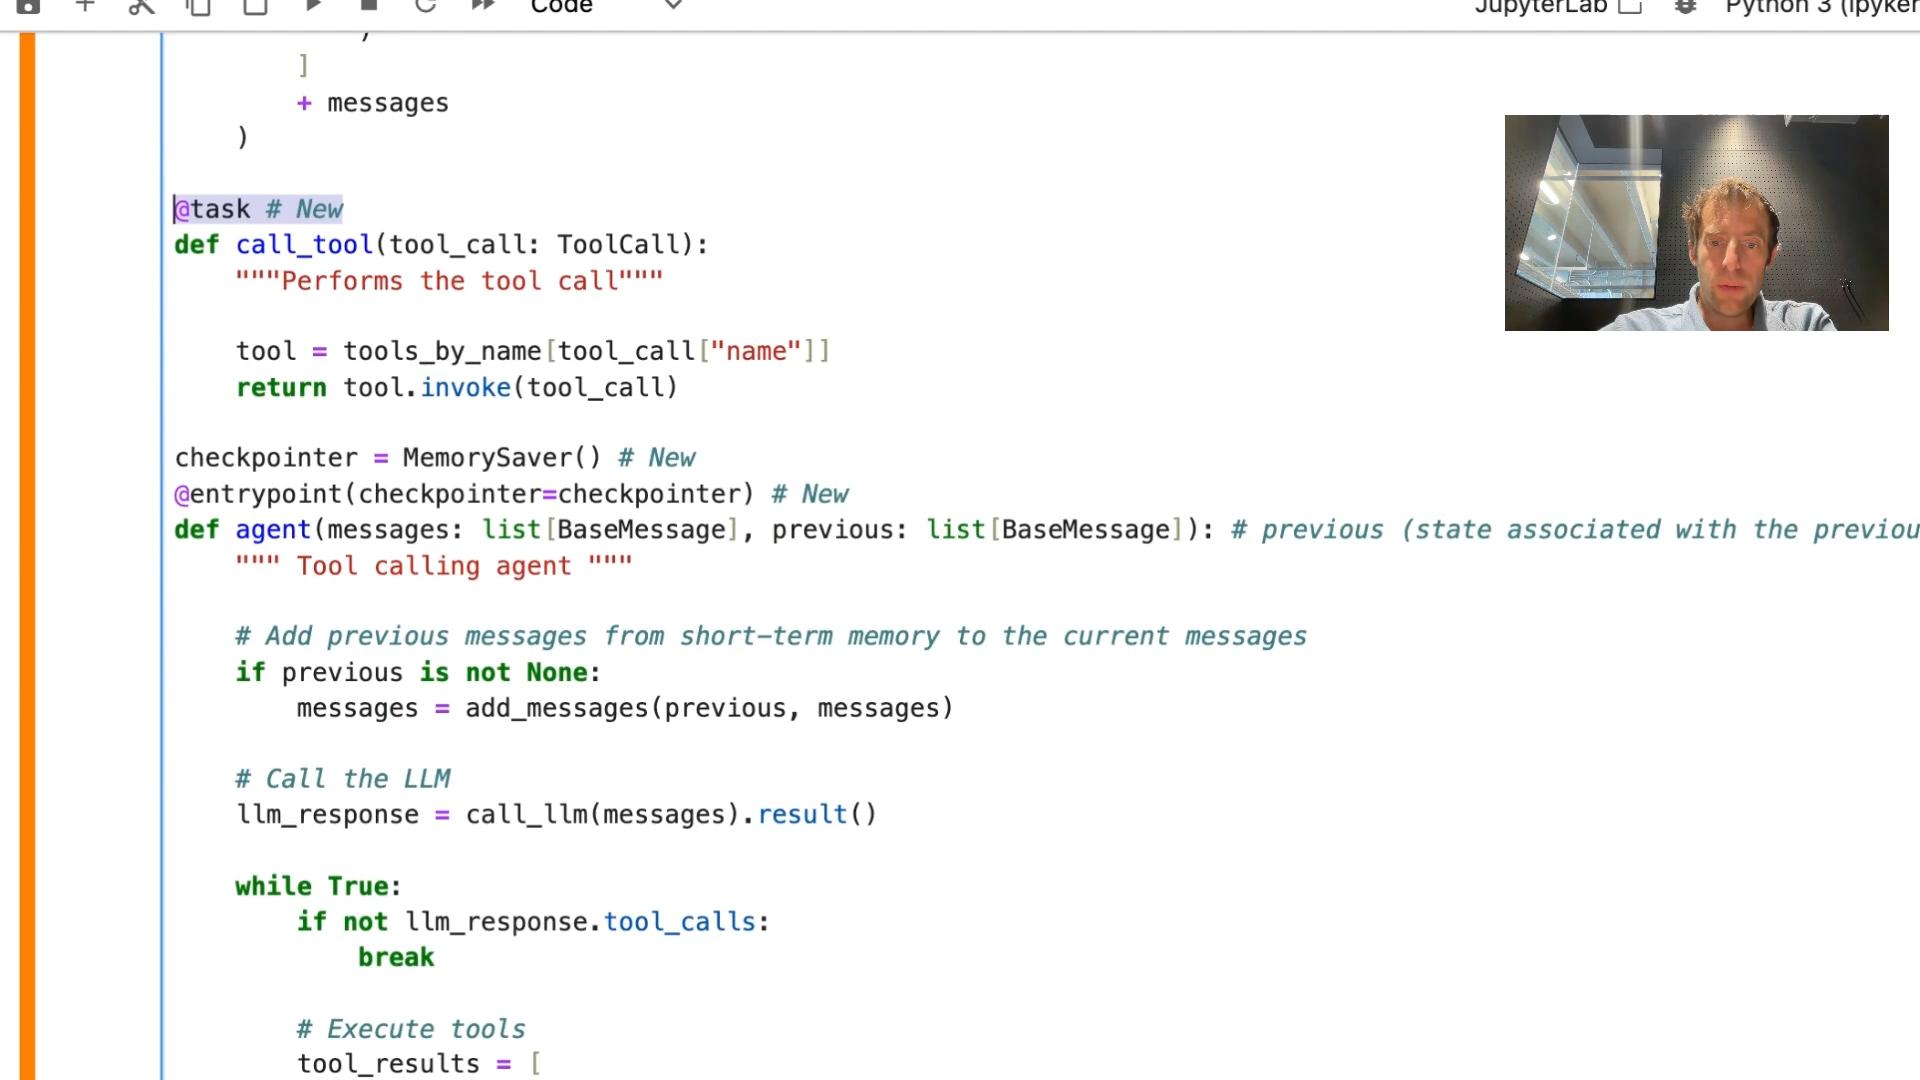 Code
JupyterLab
Python 3 (ipyker
)
]
+ messages
)
@task # New
def call_tool(tool_call: ToolCall):
"""Performs the tool call"""
tool = tools_by_name[tool_call["name"]]
return tool.invoke(tool_call)
checkpointer = MemorySaver() # New
@entrypoint(checkpointer=checkpointer) # New
def agent(messages: list[BaseMessage], previous: list[BaseMessage]): # previous (state associated with the previou
""" Tool calling agent """
# Add previous messages from short-term memory to the current messages
if previous is not None:
messages = add_messages(previous, messages)
# Call the LLM
llm_response = call_llm(messages).result()
while True:
if not llm_response.tool_calls:
break
# Execute tools
tool_results = [